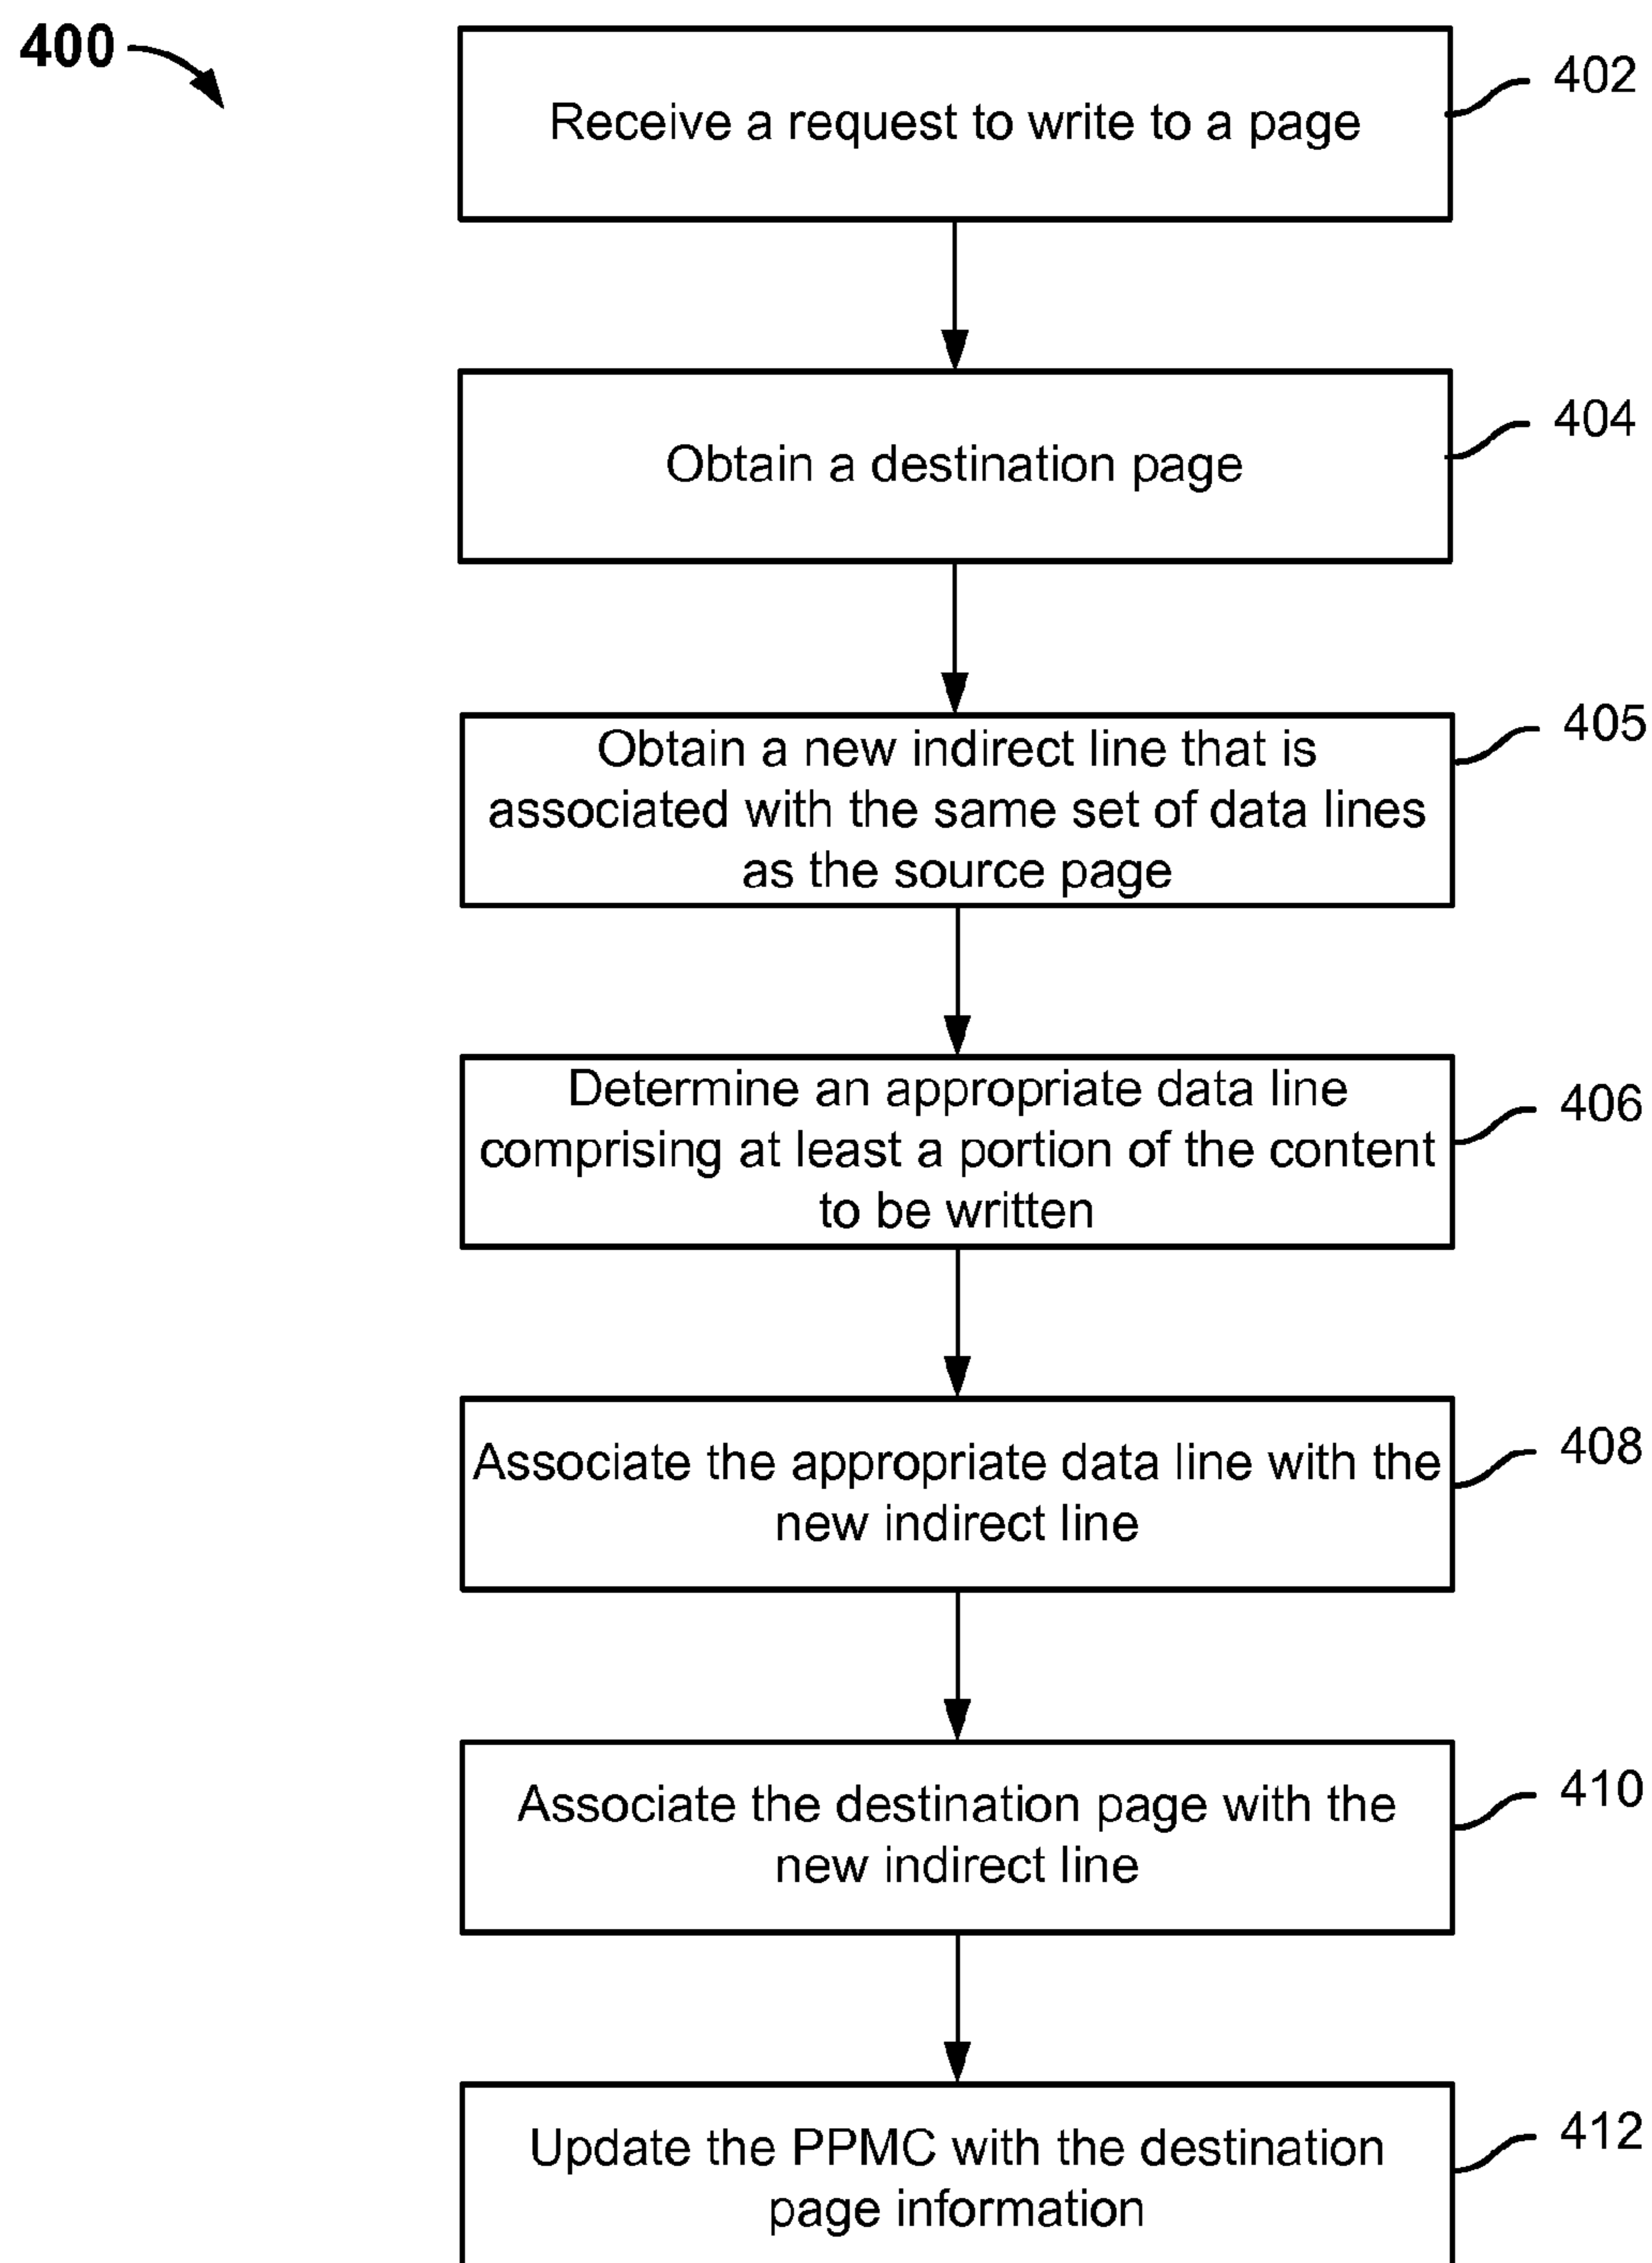 400
Receive a request to write to a page
402
Obtain a destination page
404
Obtain a new indirect line that is
associated with the same set of data lines
as the source page
405
Determine an appropriate data line
comprising at least a portion of the content
to be written
406
Associate the appropriate data line with the
new indirect line
408
Associate the destination page with the
new indirect line
410
Update the PPMC with the destination
page information
412